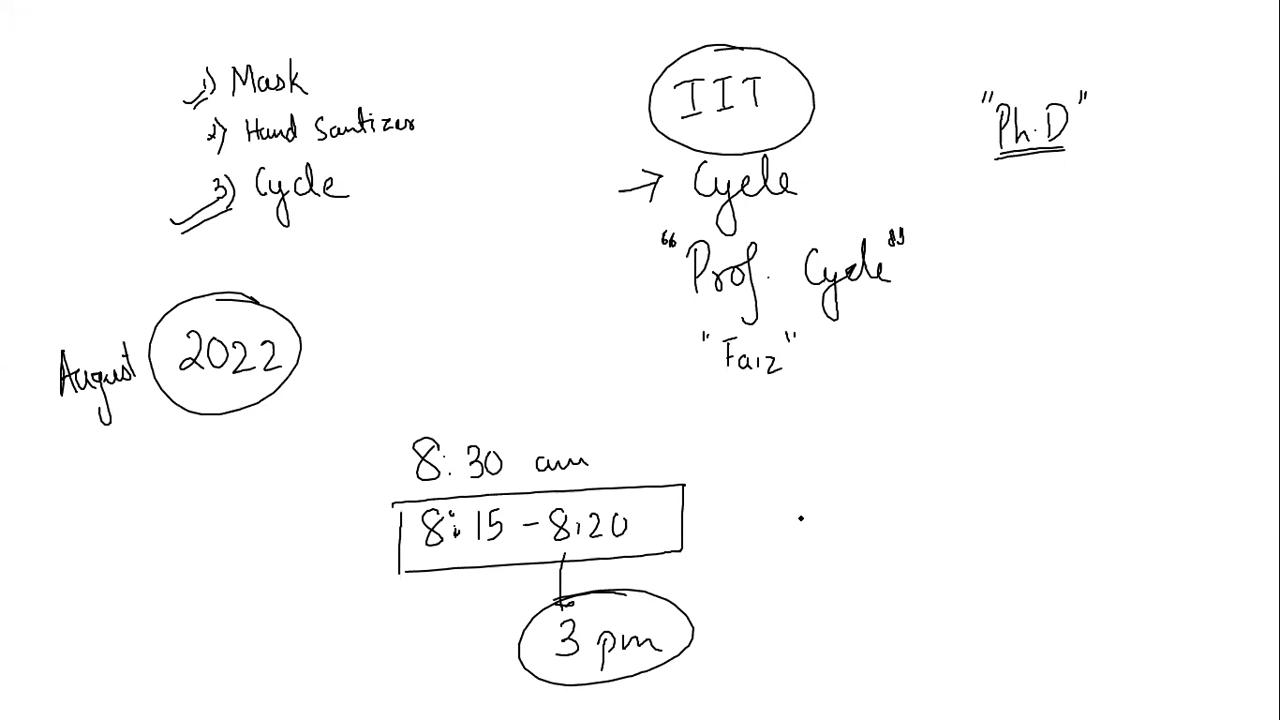 1) Mask
2) Hand Santizer
3) Cycle
IIT
→ Cycle
"Prof. Cycle"
"Faiz"
"Ph.D"
August 2022
8:30 am
8:15 - 8:20
3 pm